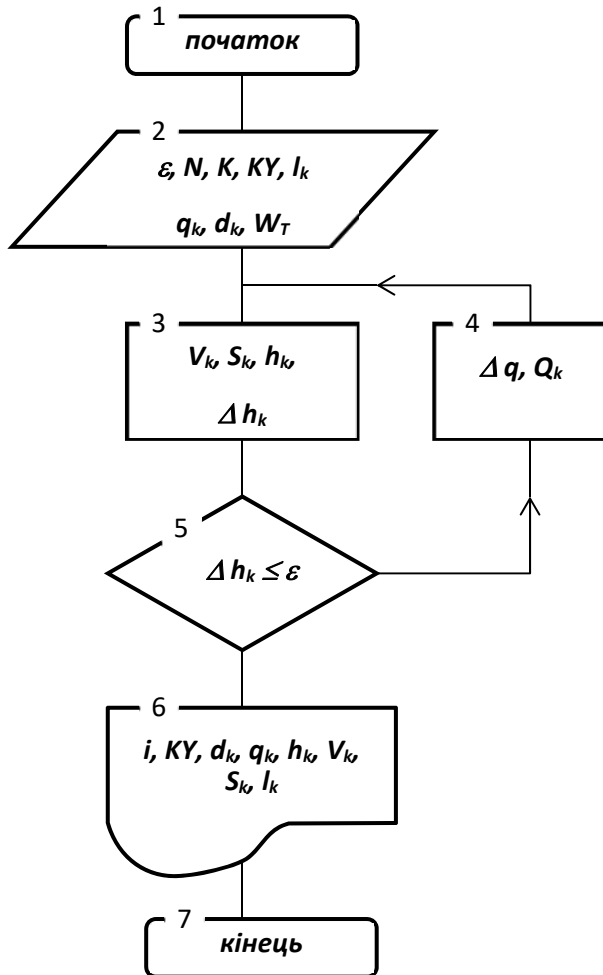 1
початок
2
ε, N, K, KY, lₖ
qₖ, dₖ, W_T
3
Vₖ, Sₖ, hₖ,
Δ hₖ
4
Δ q, Qₖ
5
Δ hₖ ≤ ε
6
i, KY, dₖ, qₖ, hₖ, Vₖ,
Sₖ, lₖ
7
кінець